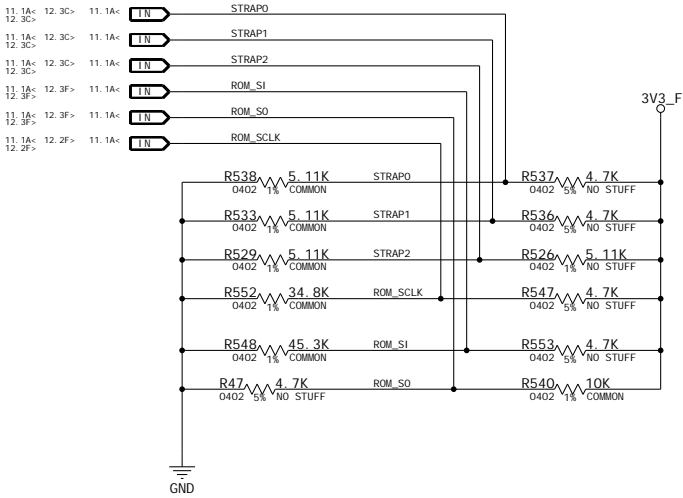 11.1A< 12.3C> 11.1A< IN STRAP0
12.3C>
11.1A< 12.3C> 11.1A< IN STRAP1
12.3C>
11.1A< 12.3C> 11.1A< IN STRAP2
12.3C>
11.1A< 12.3F> 11.1A< IN ROM_SI
12.3F>
11.1A< 12.3F> 11.1A< IN ROM_SO
12.3F>
11.1A< 12.2F> 11.1A< IN ROM_SCLK
12.2F>
3V3_F
R538 5.11K STRAP0 R537 4.7K
0402 1% COMMON 0402 5% NO STUFF
R533 5.11K STRAP1 R536 4.7K
0402 1% COMMON 0402 5% NO STUFF
R529 5.11K STRAP2 R526 5.11K
0402 1% COMMON 0402 1% NO STUFF
R552 34.8K ROM_SCLK R547 4.7K
0402 1% COMMON 0402 5% NO STUFF
R548 45.3K ROM_SI R553 4.7K
0402 1% COMMON 0402 5% NO STUFF
R47 4.7K ROM_SO R540 10K
0402 5% NO STUFF 0402 1% COMMON
GND